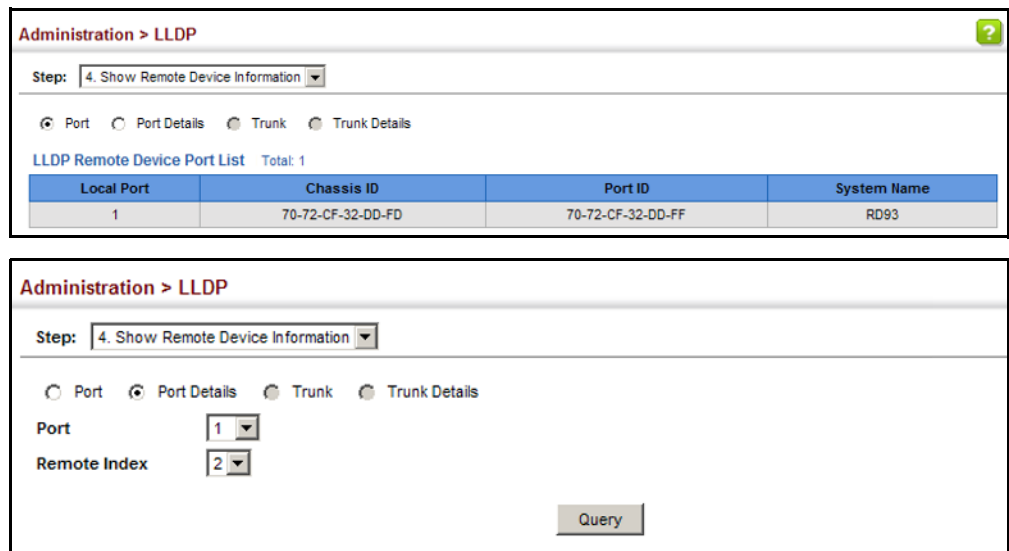 Administration > LLDP
?
Step: 4. Show Remote Device Information
Port Port Details Trunk Trunk Details
LLDP Remote Device Port List Total: 1
Local Port Chassis ID Port ID System Name
1 70-72-CF-32-DD-FD 70-72-CF-32-DD-FF RD93
Administration > LLDP
Step: 4. Show Remote Device Information
Port Port Details Trunk Trunk Details
Port 1
Remote Index 2
Query